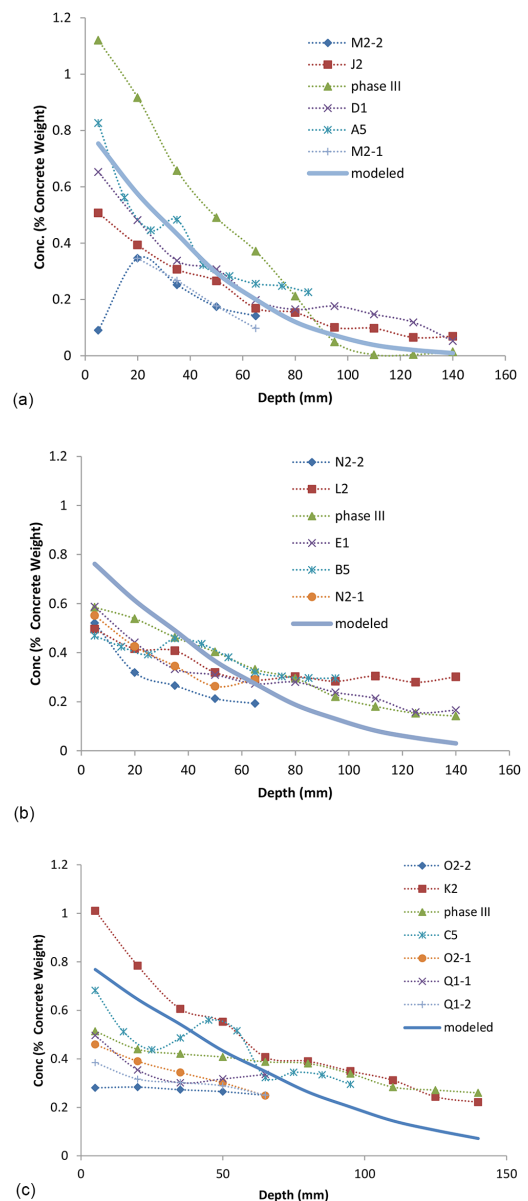 1.2
1
0.8
0.6
0.4
0.2
0
Conc. (% Concrete Weight)
M2-2
J2
phase III
D1
A5
M2-1
modeled
0 20 40 60 80 100 120 140 160
Depth (mm)
(a)
1.2
1
0.8
0.6
0.4
0.2
0
Conc (% Concrete Weight)
N2-2
L2
phase III
E1
B5
N2-1
modeled
0 20 40 60 80 100 120 140 160
Depth (mm)
(b)
1.2
1
0.8
0.6
0.4
0.2
0
Conc (% Concrete Weight)
O2-2
K2
phase III
C5
O2-1
Q1-1
Q1-2
modeled
0 50 100 150
Depth (mm)
(c)